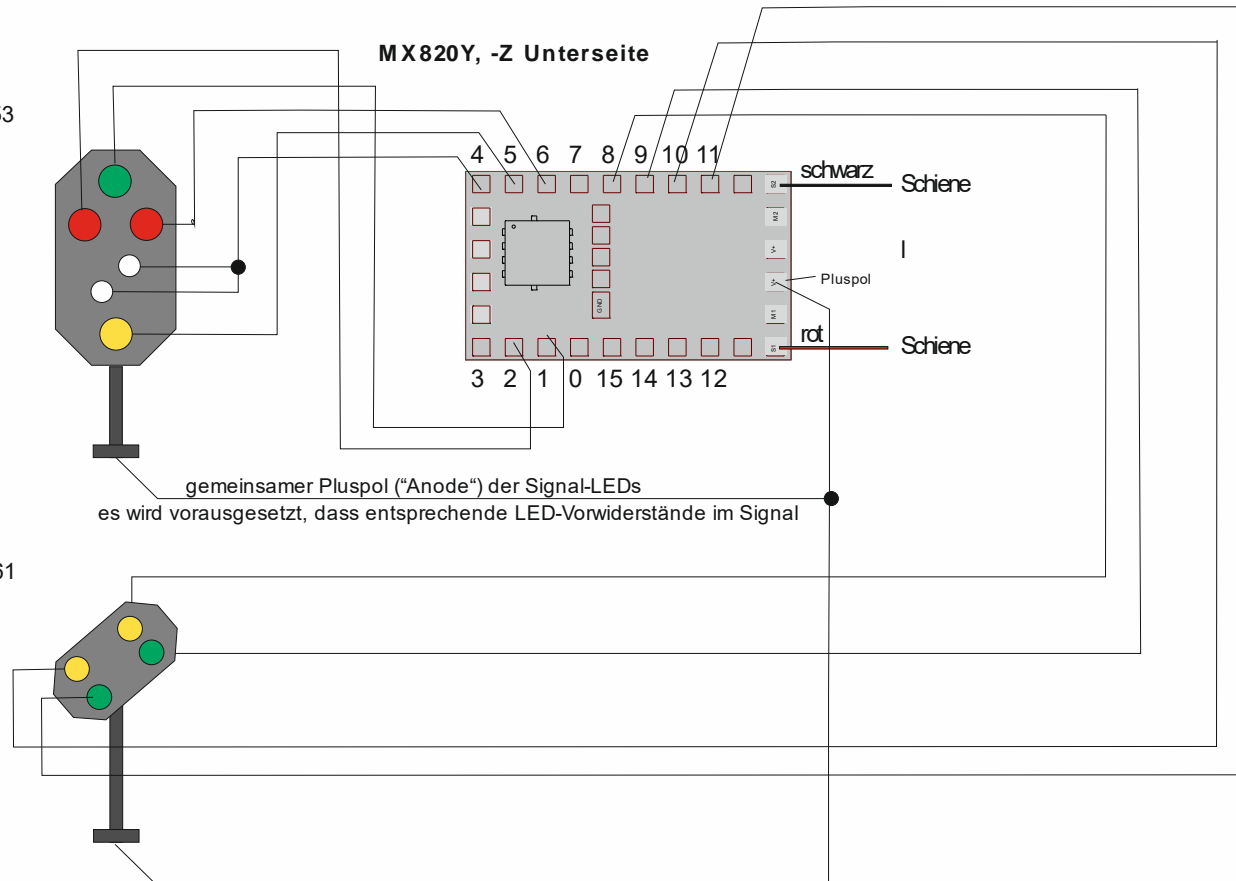 MX820Y, -Z Unterseite
53
4 5 6 7 8 9 10 11
schwarz Schiene
S2
M2
V+ l
V+ Pluspol
GND
M1
rot Schiene
S1
3 2 1 0 15 14 13 12
gemeinsamer Pluspol (“Anode“) der Signal-LEDs
es wird vorausgesetzt, dass entsprechende LED-Vorwiderstände im Signal
61